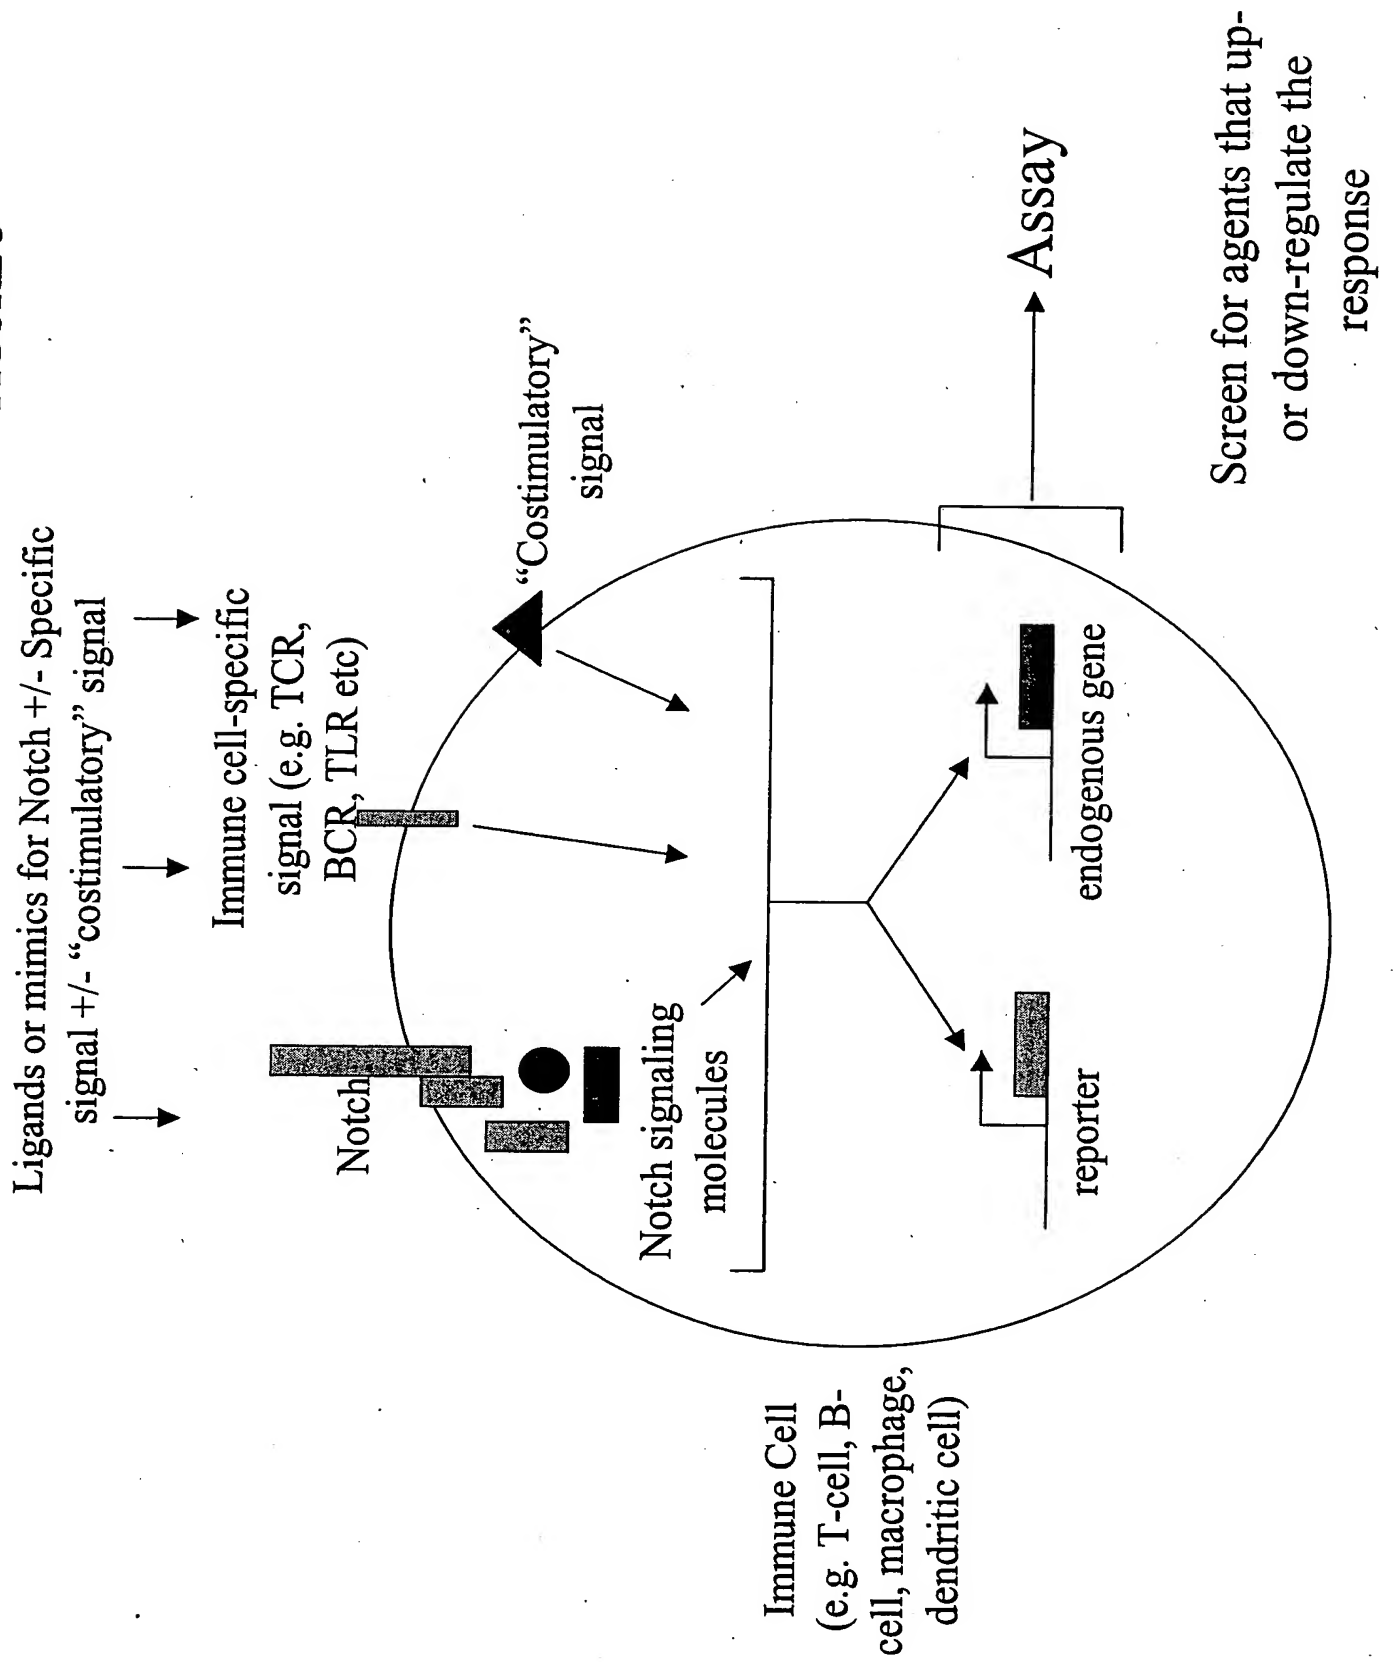 Ligands or mimics for Notch +/- Specific
signal +/- “costimulatory” signal
Immune cell-specific
signal (e.g. TCR,
BCR, TLR etc)
Notch
“Costimulatory”
signal
Notch signaling
molecules
Immune Cell
(e.g. T-cell, B-
cell, macrophage,
dendritic cell)
reporter
endogenous gene
Assay
Screen for agents that up-
or down-regulate the
response